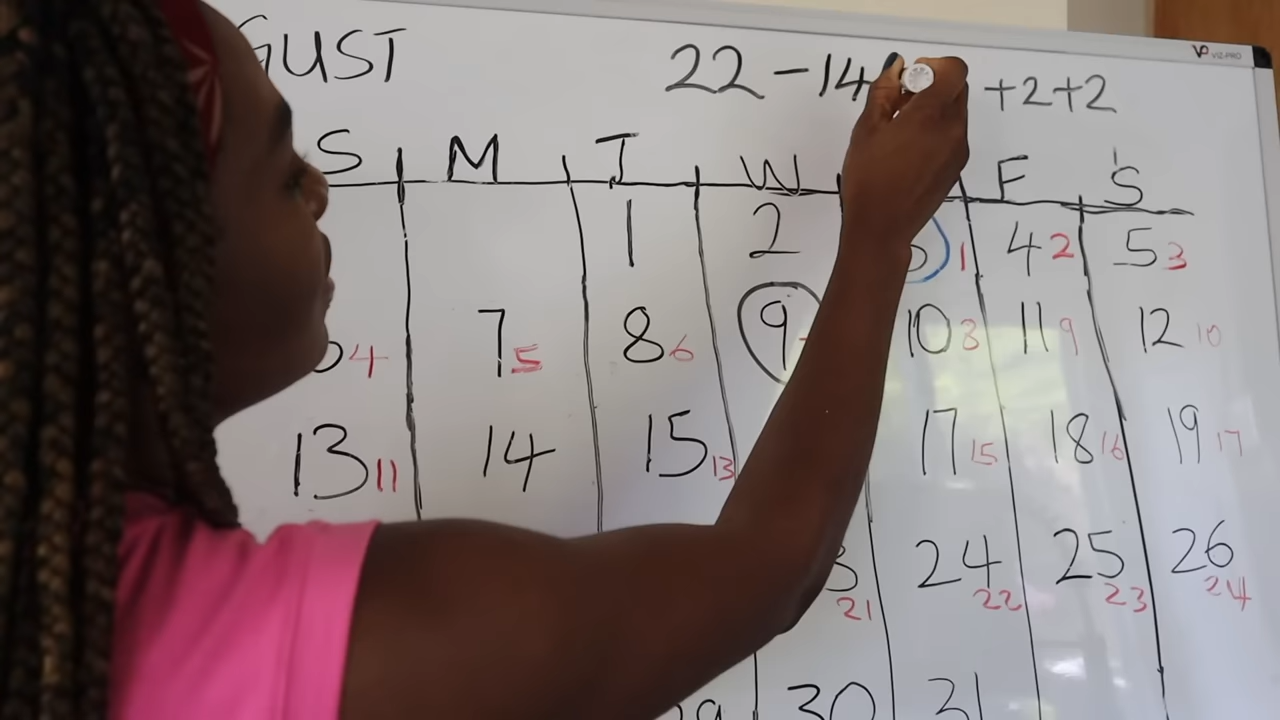 GUST 22 - 14 +2+2
VIZ-PRO
S M T W F S
1 2 1 4 2 5 3
4 7 5 8 6 9 10 8 11 9 12 10
13 11 14 15 13 17 15 18 16 19 17
21 24 22 25 23 26 24
30 31